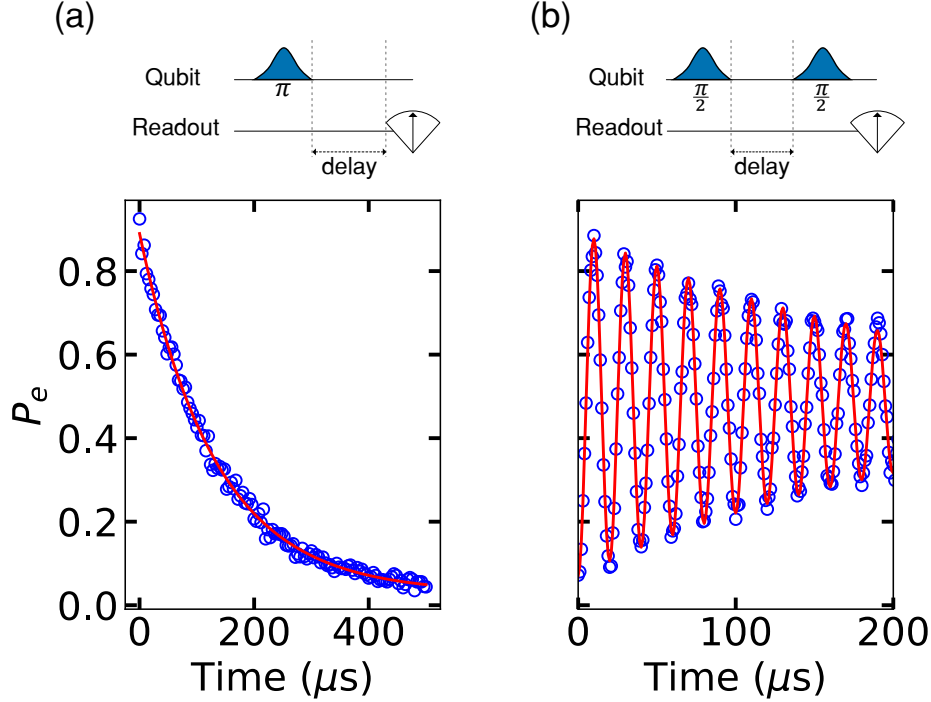 (a)
Qubit
π
Readout
delay
(b)
Qubit
π/2
π/2
Readout
delay
P_e
0.8
0.6
0.4
0.2
0.0
0
200
400
Time (μs)
0
100
200
Time (μs)